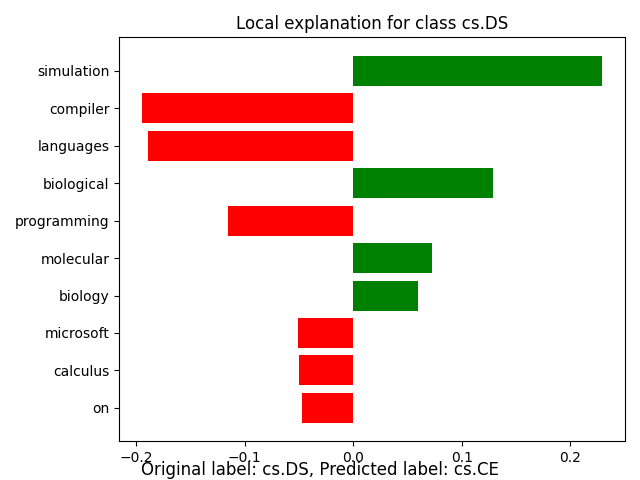 Local explanation for class cs.DS
simulation
compiler
languages
biological
programming
molecular
biology
microsoft
calculus
on
−0.2 −0.1 0.0 0.1 0.2
Original label: cs.DS, Predicted label: cs.CE